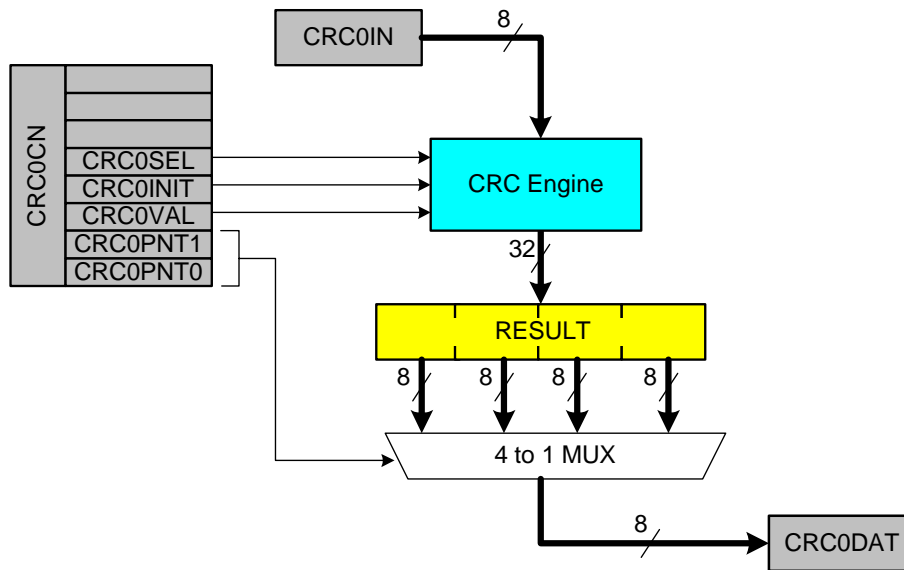 CRC0IN
8
CRC0CN
CRC0SEL
CRC0INIT
CRC0VAL
CRC0PNT1
CRC0PNT0
CRC Engine
32
RESULT
8
8
8
8
4 to 1 MUX
8
CRC0DAT